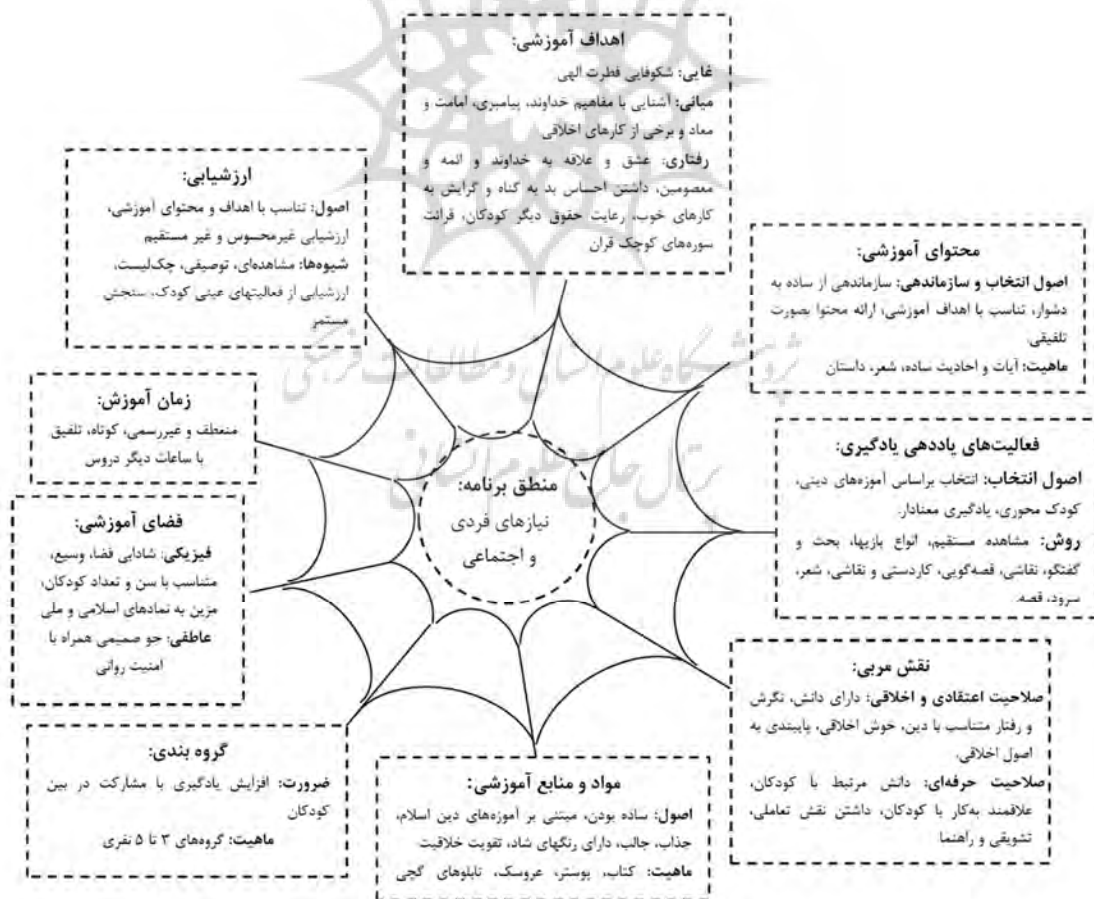 اهداف آموزشی:
غایی: شکوفایی فطرت الهی
میانی: آشنایی با مفاهیم خداوند، پیامبری، امامت و
معاد و برخی از کارهای اخلاقی
رفتاری: عشق و علاقه به خداوند و ائمه و
معصومین، داشتن احساس بد به گناه و گرایش به
کارهای خوب، رعایت حقوق دیگر کودکان، قرائت
سوره‌های کوچک قران
محتوای آموزشی:
اصول انتخاب و سازماندهی: سازماندهی از ساده به
دشوار، تناسب با اهداف آموزشی، ارائه محتوا بصورت
تلفیقی.
ماهیت: آیات و احادیث ساده، شعر، داستان
فعالیت‌های یاددهی یادگیری:
اصول انتخاب: انتخاب براساس آموزه‌های دینی،
کودک محوری، یادگیری معنادار.
روش: مشاهده مستقیم، انواع بازیها، بحث و
گفتگو، نقاشی، قصه‌گویی، کاردستی و نقاشی، شعر،
سرود، قصه.
نقش مربی:
صلاحیت اعتقادی و اخلاقی: دارای دانش، نگرش
و رفتار متناسب با دین، خوش اخلاقی، پایبندی به
اصول اخلاقی.
صلاحیت حرفه‌ای: دانش مرتبط با کودکان،
علاقمند به‌کار با کودکان، داشتن نقش تعاملی،
تشویقی و راهنما
مواد و منابع آموزشی:
اصول: ساده بودن، مبتنی بر آموزه‌های دین اسلام،
جذاب، جالب، دارای رنگهای شاد، تقویت خلاقیت
ماهیت: کتاب، پوستر، عروسک، تابلوهای گچی
گروه بندی:
ضرورت: افزایش یادگیری با مشارکت در بین
کودکان
ماهیت: گروه‌های ۳ تا ۵ نفری
فضای آموزشی:
فیزیکی: شادابی فضا، وسیع،
متناسب با سن و تعداد کودکان،
مزین به نمادهای اسلامی و ملی
عاطفی: جو صمیمی همراه با
امنیت روانی
زمان آموزش:
منعطف و غیررسمی، کوتاه، تلفیق
با ساعات دیگر دروس
ارزشیابی:
اصول: تناسب با اهداف و محتوای آموزشی،
ارزشیابی غیرمحسوس و غیر مستقیم
شیوه‌ها: مشاهده‌ای، توصیفی، چک‌لیست،
ارزشیابی از فعالیتهای عینی کودک، سنجش
مستمر
منطق برنامه:
نیازهای فردی
و اجتماعی
پژوهشگاه علوم انسانی و مطالعات فرهنگی
پرتال جامع علوم انسانی